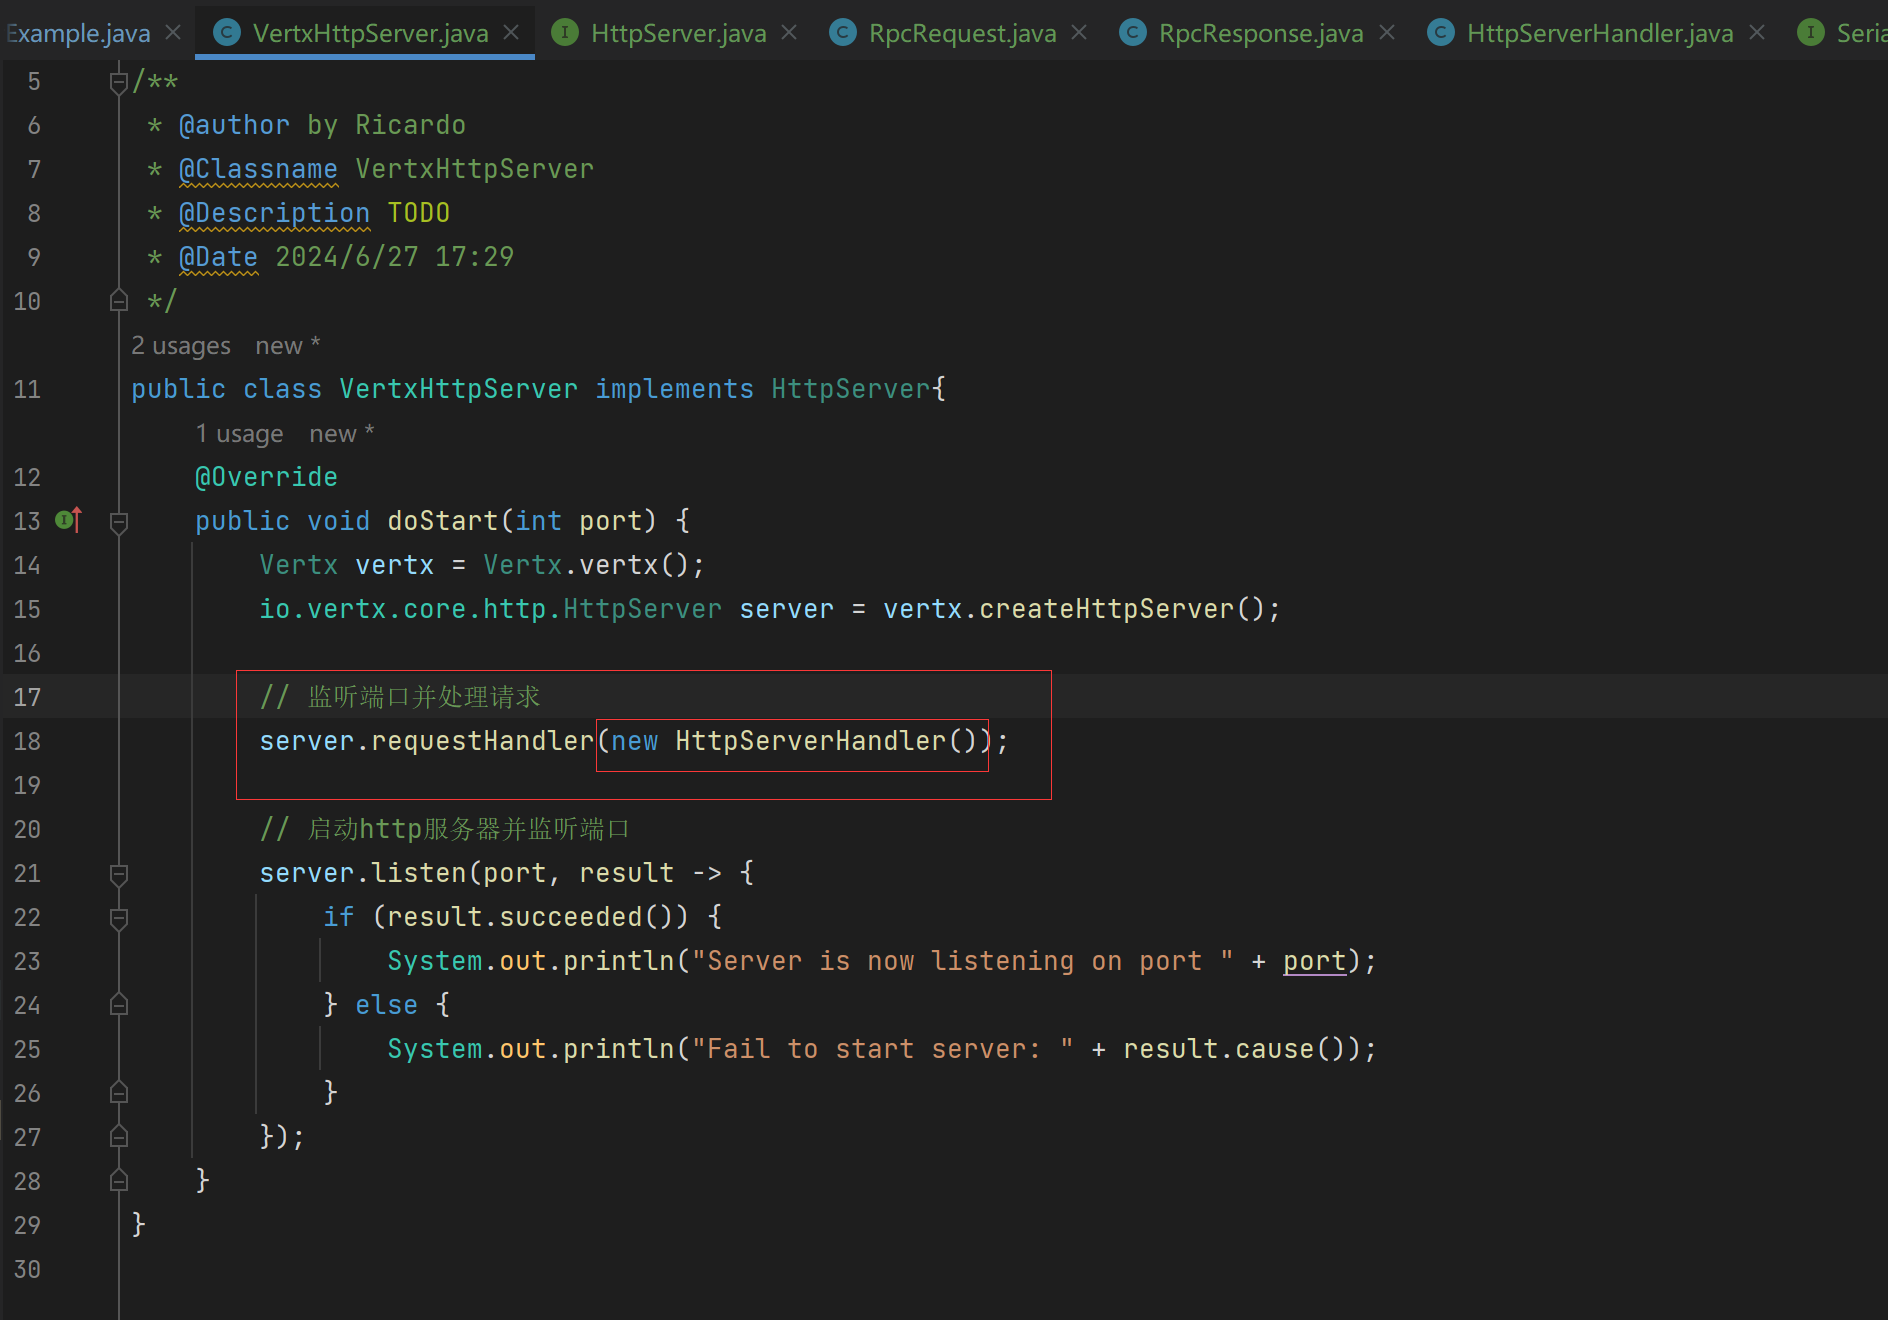 Example.java VertxHttpServer.java HttpServer.java RpcRequest.java RpcResponse.java HttpServerHandler.java Seria
5 /**
6 * @author by Ricardo
7 * @Classname VertxHttpServer
8 * @Description TODO
9 * @Date 2024/6/27 17:29
10 */
2 usages new *
11 public class VertxHttpServer implements HttpServer{
1 usage new *
12 @Override
13 public void doStart(int port) {
14 Vertx vertx = Vertx.vertx();
15 io.vertx.core.http.HttpServer server = vertx.createHttpServer();
16
17 // 监听端口并处理请求
18 server.requestHandler(new HttpServerHandler());
19
20 // 启动http服务器并监听端口
21 server.listen(port, result -> {
22 if (result.succeeded()) {
23 System.out.println("Server is now listening on port " + port);
24 } else {
25 System.out.println("Fail to start server: " + result.cause());
26 }
27 });
28 }
29 }
30